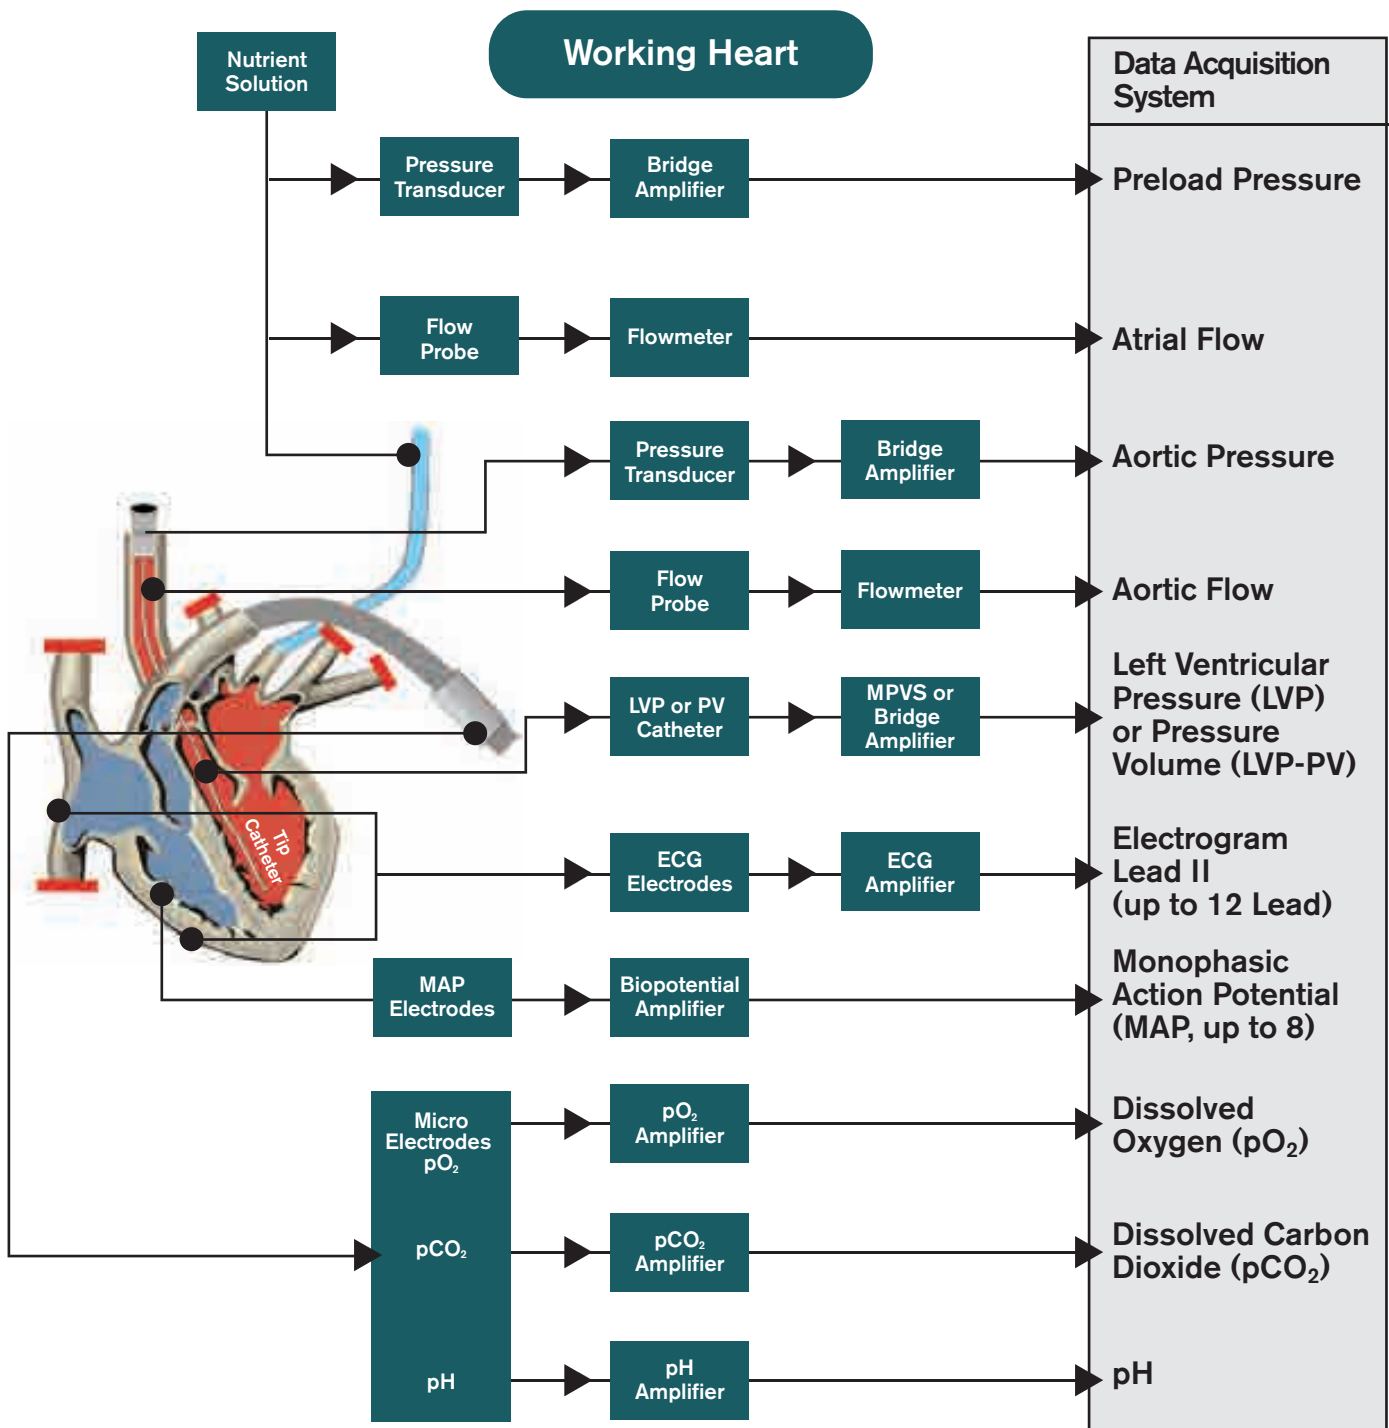 Working Heart
Nutrient
Solution
Data Acquisition
System
Pressure
Transducer
Bridge
Amplifier
Preload Pressure
Flow
Probe
Flowmeter
Atrial Flow
Pressure
Transducer
Bridge
Amplifier
Aortic Pressure
Flow
Probe
Flowmeter
Aortic Flow
LVP or PV
Catheter
MPVS or
Bridge
Amplifier
Left Ventricular
Pressure (LVP)
or Pressure
Volume (LVP-PV)
Tip
Catheter
ECG
Electrodes
ECG
Amplifier
Electrogram
Lead II
(up to 12 Lead)
MAP
Electrodes
Biopotential
Amplifier
Monophasic
Action Potential
(MAP, up to 8)
Micro
Electrodes
pO₂
pO₂
Amplifier
Dissolved
Oxygen (pO₂)
pCO₂
pCO₂
Amplifier
Dissolved Carbon
Dioxide (pCO₂)
pH
pH
Amplifier
pH